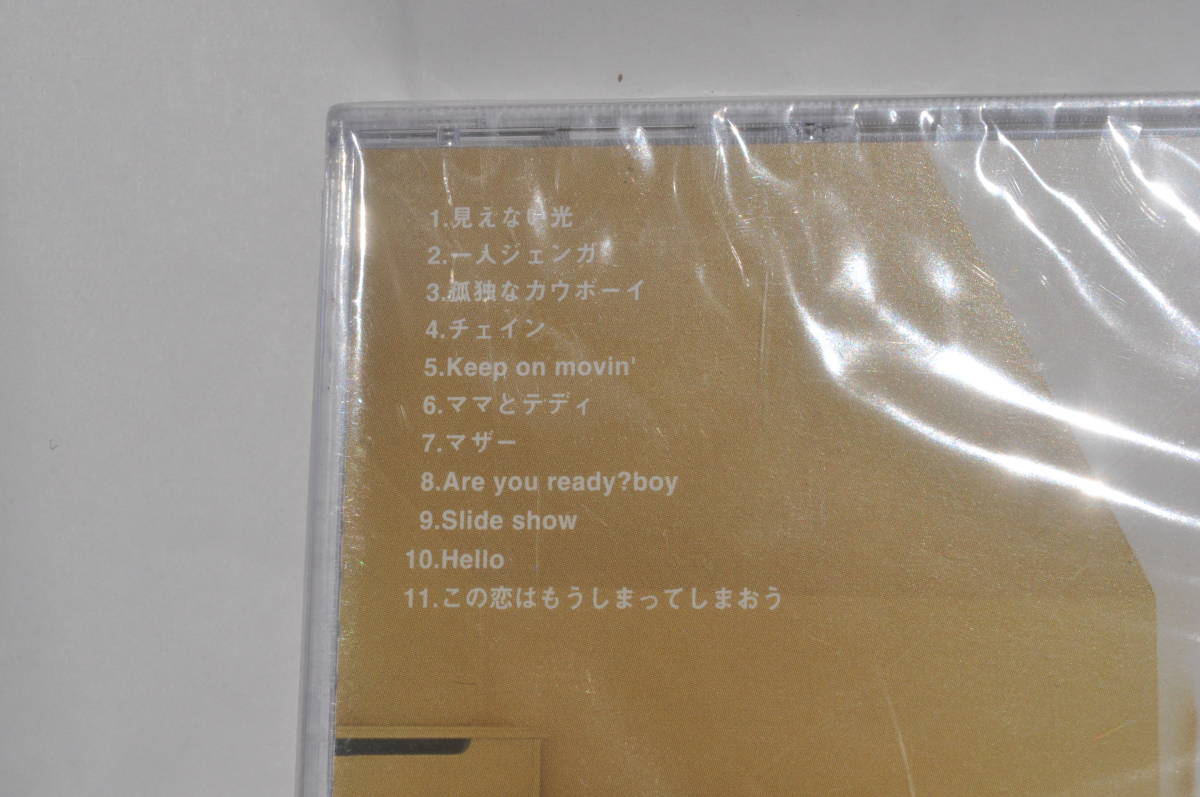 1.見えない光
2.一人ジェンガ
3.孤独なカウボーイ
4.チェイン
5.Keep on movin'
6.ママとテディ
7.マザー
8.Are you ready?boy
9.Slide show
10.Hello
11.この恋はもうしまってしまおう